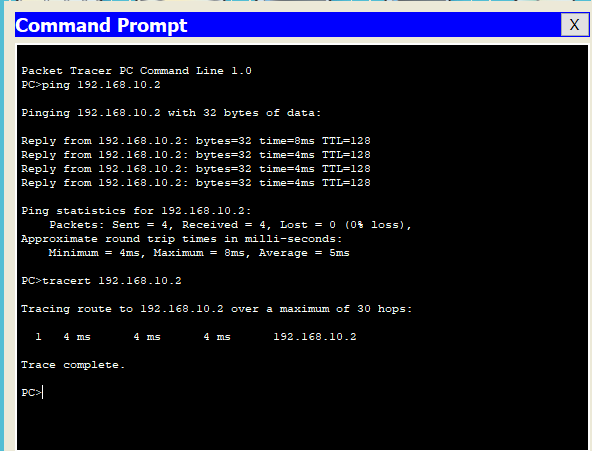 Command Prompt
X
Packet Tracer PC Command Line 1.0
PC>ping 192.168.10.2
Pinging 192.168.10.2 with 32 bytes of data:
Reply from 192.168.10.2: bytes=32 time=8ms TTL=128
Reply from 192.168.10.2: bytes=32 time=4ms TTL=128
Reply from 192.168.10.2: bytes=32 time=4ms TTL=128
Reply from 192.168.10.2: bytes=32 time=4ms TTL=128
Ping statistics for 192.168.10.2:
Packets: Sent = 4, Received = 4, Lost = 0 (0% loss),
Approximate round trip times in milli-seconds:
Minimum = 4ms, Maximum = 8ms, Average = 5ms
PC>tracert 192.168.10.2
Tracing route to 192.168.10.2 over a maximum of 30 hops:
1 4 ms 4 ms 4 ms 192.168.10.2
Trace complete.
PC>